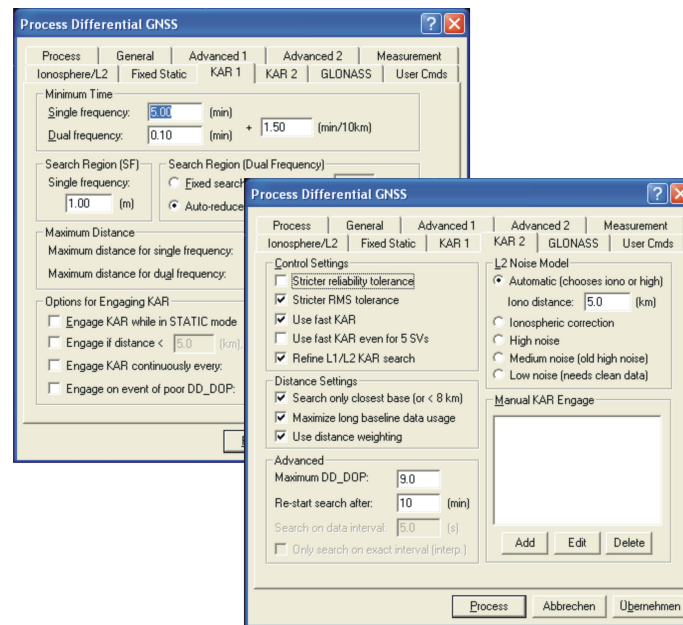 Process Differential GNSS
Process General Advanced 1 Advanced 2 Measurement
Ionosphere/L2 Fixed Static KAR 1 KAR 2 GLONASS User Cmds
Minimum Time
Single frequency: 5.00 (min)
Dual frequency: 0.10 (min) + 1.50 (min/10km)
Search Region (SF)
Single frequency:
1.00 (m)
Search Region (Dual Frequency)
Fixed search
Auto-reduce
Maximum Distance
Maximum distance for single frequency:
Maximum distance for dual frequency:
Options for Engaging KAR
Engage KAR while in STATIC mode
Engage if distance < 5.0 (km).
Engage KAR continuously every:
Engage on event of poor DD_DOP:
Process Differential GNSS
Process General Advanced 1 Advanced 2 Measurement
Ionosphere/L2 Fixed Static KAR 1 KAR 2 GLONASS User Cmds
Control Settings
Stricter reliability tolerance
Stricter RMS tolerance
Use fast KAR
Use fast KAR even for 5 SVs
Refine L1/L2 KAR search
Distance Settings
Search only closest base (or < 8 km)
Maximize long baseline data usage
Use distance weighting
Advanced
Maximum DD_DOP: 9.0
Re-start search after: 10 (min)
Search on data interval: 5.0 (s)
Only search on exact interval (interp.)
L2 Noise Model
Automatic (chooses iono or high)
Iono distance: 5.0 (km)
Ionospheric correction
High noise
Medium noise (old high noise)
Low noise (needs clean data)
Manual KAR Engage
Add Edit Delete
Process Abbrechen Übernehmen